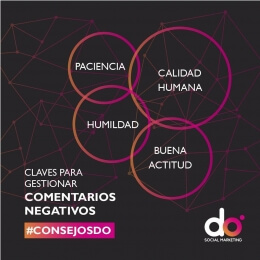 PACIENCIA
CALIDAD
HUMANA
HUMILDAD
BUENA
ACTITUD
CLAVES PARA
GESTIONAR
COMENTARIOS
NEGATIVOS
#CONSEJOSDO
do
SOCIAL MARKETING